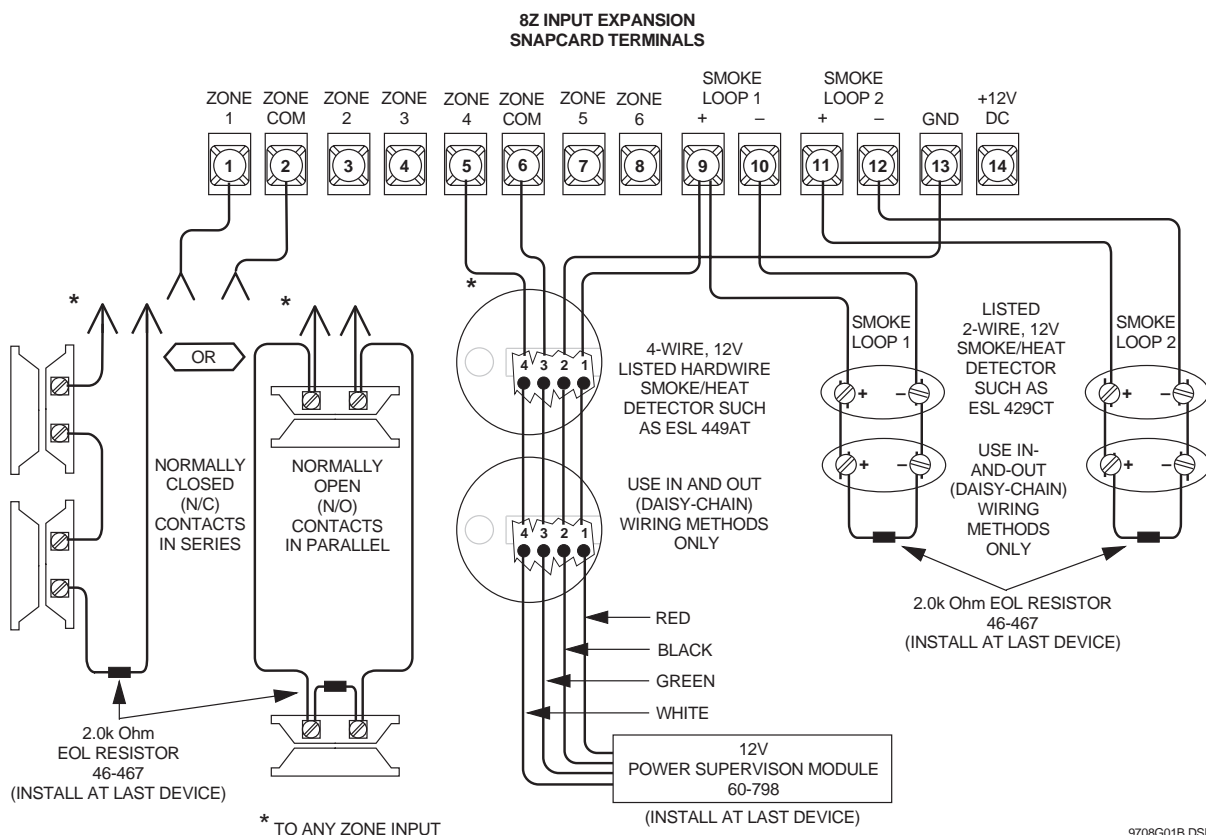 8Z INPUT EXPANSION
SNAPCARD TERMINALS
ZONE
1
ZONE
COM
ZONE
2
ZONE
3
ZONE
4
ZONE
COM
ZONE
5
ZONE
6
SMOKE
LOOP 1
+
–
SMOKE
LOOP 2
+
–
GND
+12V
DC
1
2
3
4
5
6
7
8
9
10
11
12
13
14
*
*
*
OR
NORMALLY
CLOSED
(N/C)
CONTACTS
IN SERIES
NORMALLY
OPEN
(N/O)
CONTACTS
IN PARALLEL
4 3 2 1
4 3 2 1
4-WIRE, 12V
LISTED HARDWIRE
SMOKE/HEAT
DETECTOR SUCH
AS ESL 449AT
USE IN AND OUT
(DAISY-CHAIN)
WIRING METHODS
ONLY
SMOKE
LOOP 1
+ –
+ –
LISTED
2-WIRE, 12V
SMOKE/HEAT
DETECTOR
SUCH AS
ESL 429CT
USE IN-
AND-OUT
(DAISY-CHAIN)
WIRING
METHODS
ONLY
SMOKE
LOOP 2
+ –
+ –
2.0k Ohm EOL RESISTOR
46-467
(INSTALL AT LAST DEVICE)
RED
BLACK
GREEN
WHITE
2.0k Ohm
EOL RESISTOR
46-467
(INSTALL AT LAST DEVICE)
12V
POWER SUPERVISON MODULE
60-798
(INSTALL AT LAST DEVICE)
* TO ANY ZONE INPUT